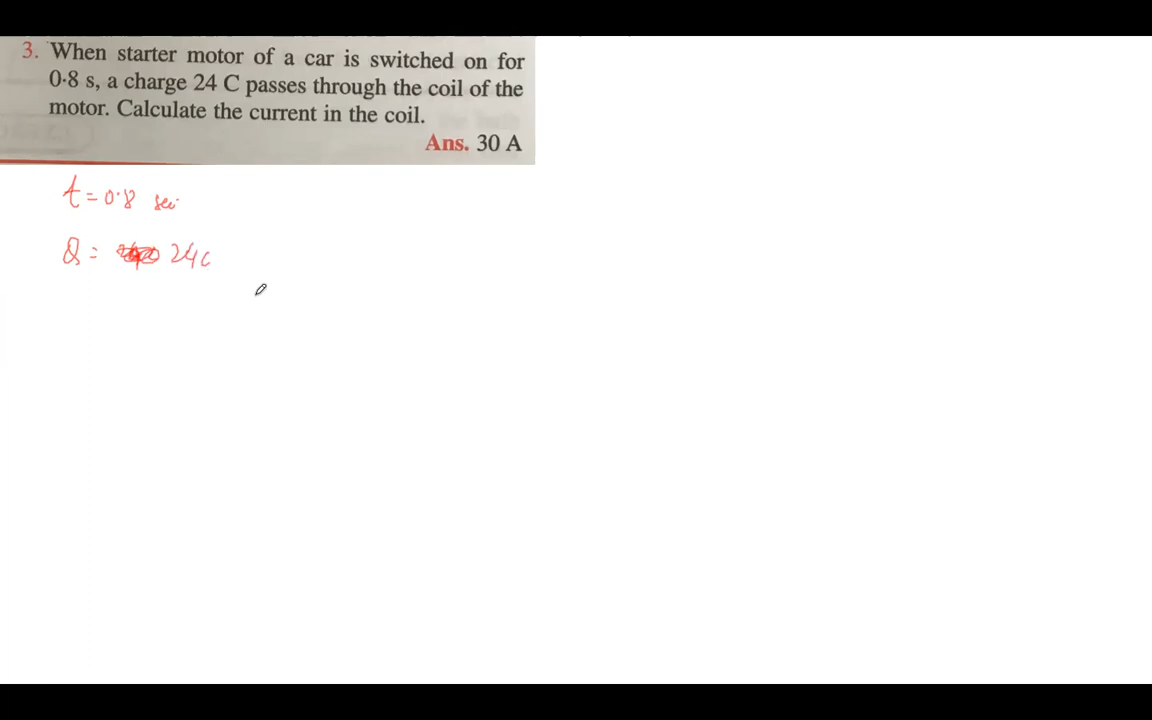 3. When starter motor of a car is switched on for
0·8 s, a charge 24 C passes through the coil of the
motor. Calculate the current in the coil.
Ans. 30 A
t = 0.8 sec
Q = 24C